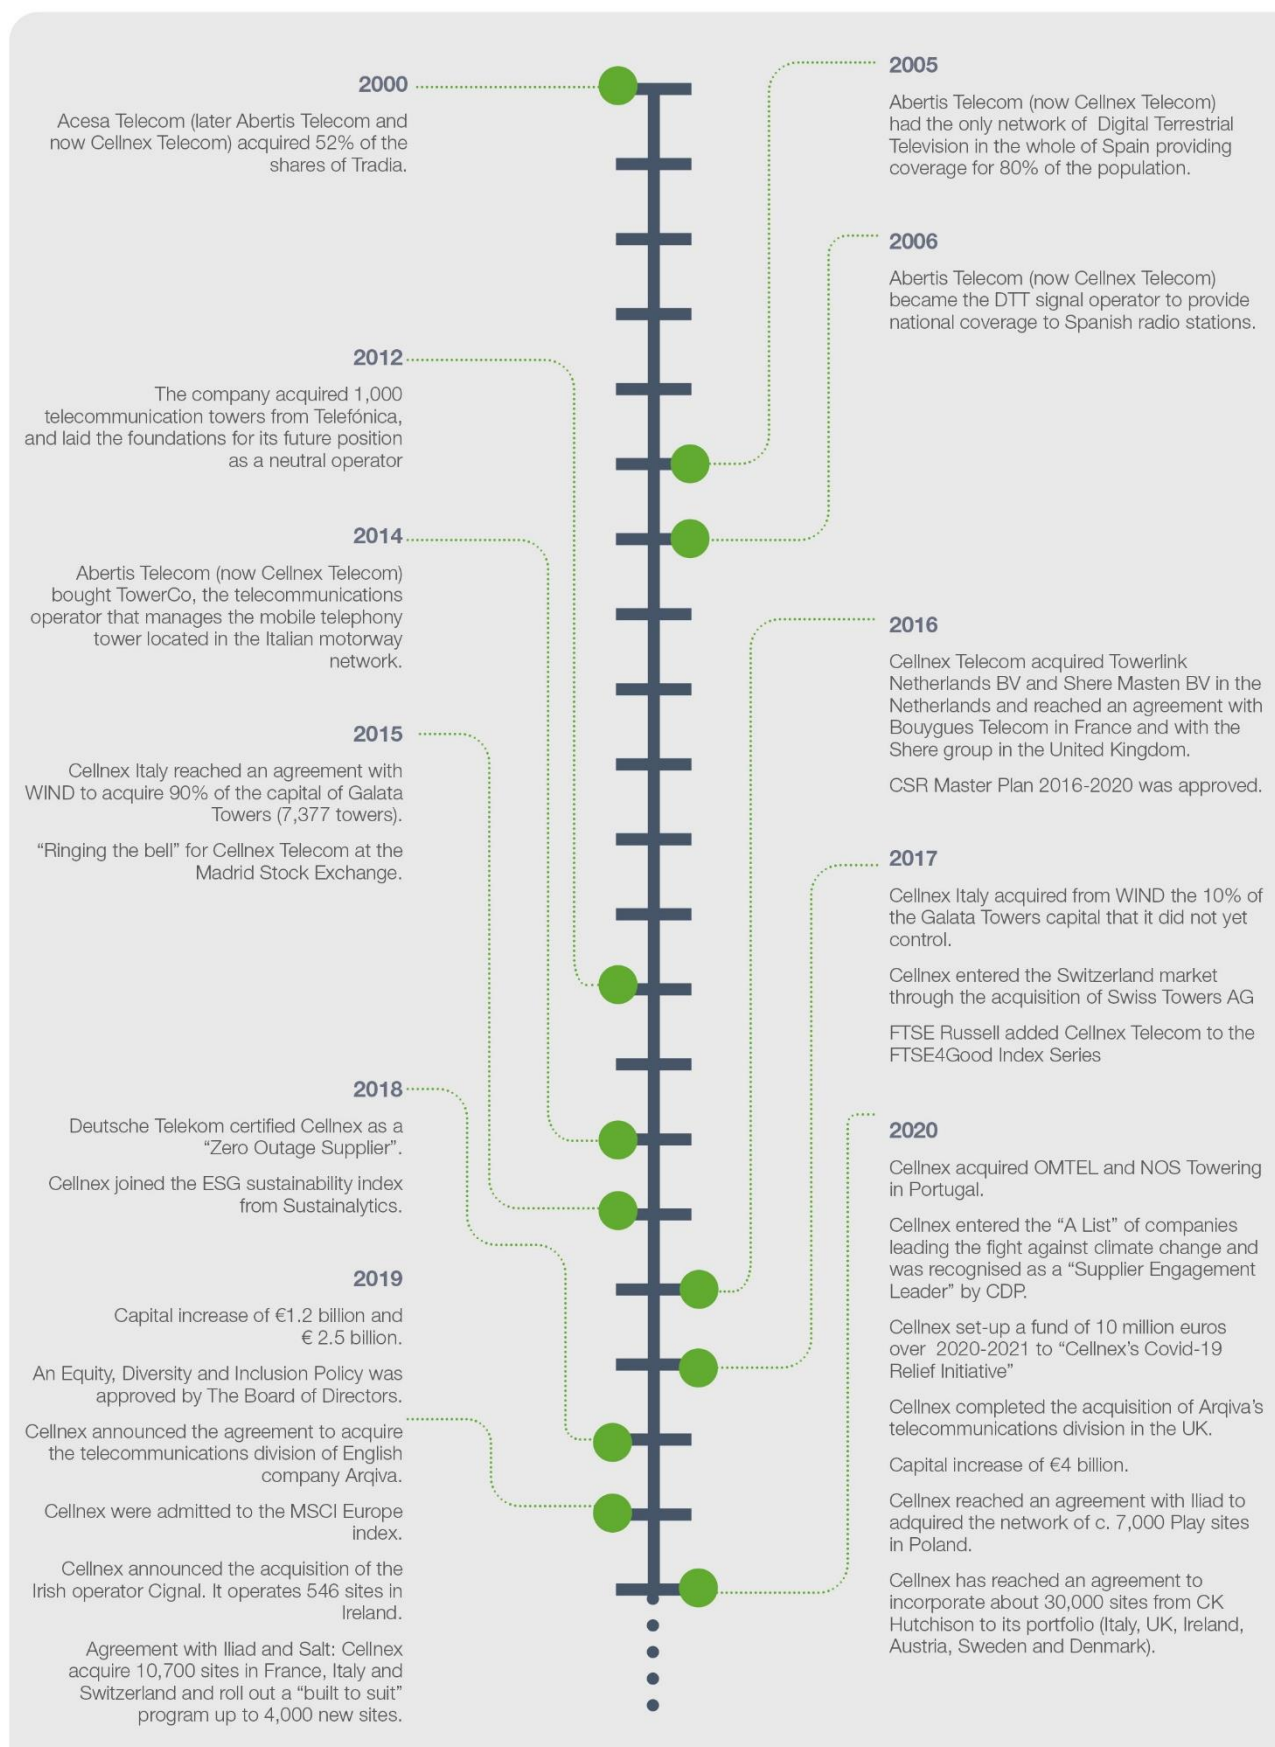 2000
Acesa Telecom (later Abertis Telecom and
now Cellnex Telecom) acquired 52% of the
shares of Tradia.
2005
Abertis Telecom (now Cellnex Telecom)
had the only network of Digital Terrestrial
Television in the whole of Spain providing
coverage for 80% of the population.
2006
Abertis Telecom (now Cellnex Telecom)
became the DTT signal operator to provide
national coverage to Spanish radio stations.
2012
The company acquired 1,000
telecommunication towers from Telefónica,
and laid the foundations for its future position
as a neutral operator
2014
Abertis Telecom (now Cellnex Telecom)
bought TowerCo, the telecommunications
operator that manages the mobile telephony
tower located in the Italian motorway
network.
2015
Cellnex Italy reached an agreement with
WIND to acquire 90% of the capital of Galata
Towers (7,377 towers).
“Ringing the bell” for Cellnex Telecom at the
Madrid Stock Exchange.
2016
Cellnex Telecom acquired Towerlink
Netherlands BV and Shere Masten BV in the
Netherlands and reached an agreement with
Bouygues Telecom in France and with the
Shere group in the United Kingdom.
CSR Master Plan 2016-2020 was approved.
2017
Cellnex Italy acquired from WIND the 10% of
the Galata Towers capital that it did not yet
control.
Cellnex entered the Switzerland market
through the acquisition of Swiss Towers AG
FTSE Russell added Cellnex Telecom to the
FTSE4Good Index Series
2018
Deutsche Telekom certified Cellnex as a
“Zero Outage Supplier”.
Cellnex joined the ESG sustainability index
from Sustainalytics.
2019
Capital increase of €1.2 billion and
€ 2.5 billion.
An Equity, Diversity and Inclusion Policy was
approved by The Board of Directors.
Cellnex announced the agreement to acquire
the telecommunications division of English
company Arqiva.
Cellnex were admitted to the MSCI Europe
index.
Cellnex announced the acquisition of the
Irish operator Cignal. It operates 546 sites in
Ireland.
Agreement with Iliad and Salt: Cellnex
acquire 10,700 sites in France, Italy and
Switzerland and roll out a “built to suit”
program up to 4,000 new sites.
2020
Cellnex acquired OMTEL and NOS Towering
in Portugal.
Cellnex entered the “A List” of companies
leading the fight against climate change and
was recognised as a “Supplier Engagement
Leader” by CDP.
Cellnex set-up a fund of 10 million euros
over 2020-2021 to “Cellnex’s Covid-19
Relief Initiative”
Cellnex completed the acquisition of Arqiva’s
telecommunications division in the UK.
Capital increase of €4 billion.
Cellnex reached an agreement with Iliad to
adquired the network of c. 7,000 Play sites
in Poland.
Cellnex has reached an agreement to
incorporate about 30,000 sites from CK
Hutchison to its portfolio (Italy, UK, Ireland,
Austria, Sweden and Denmark).